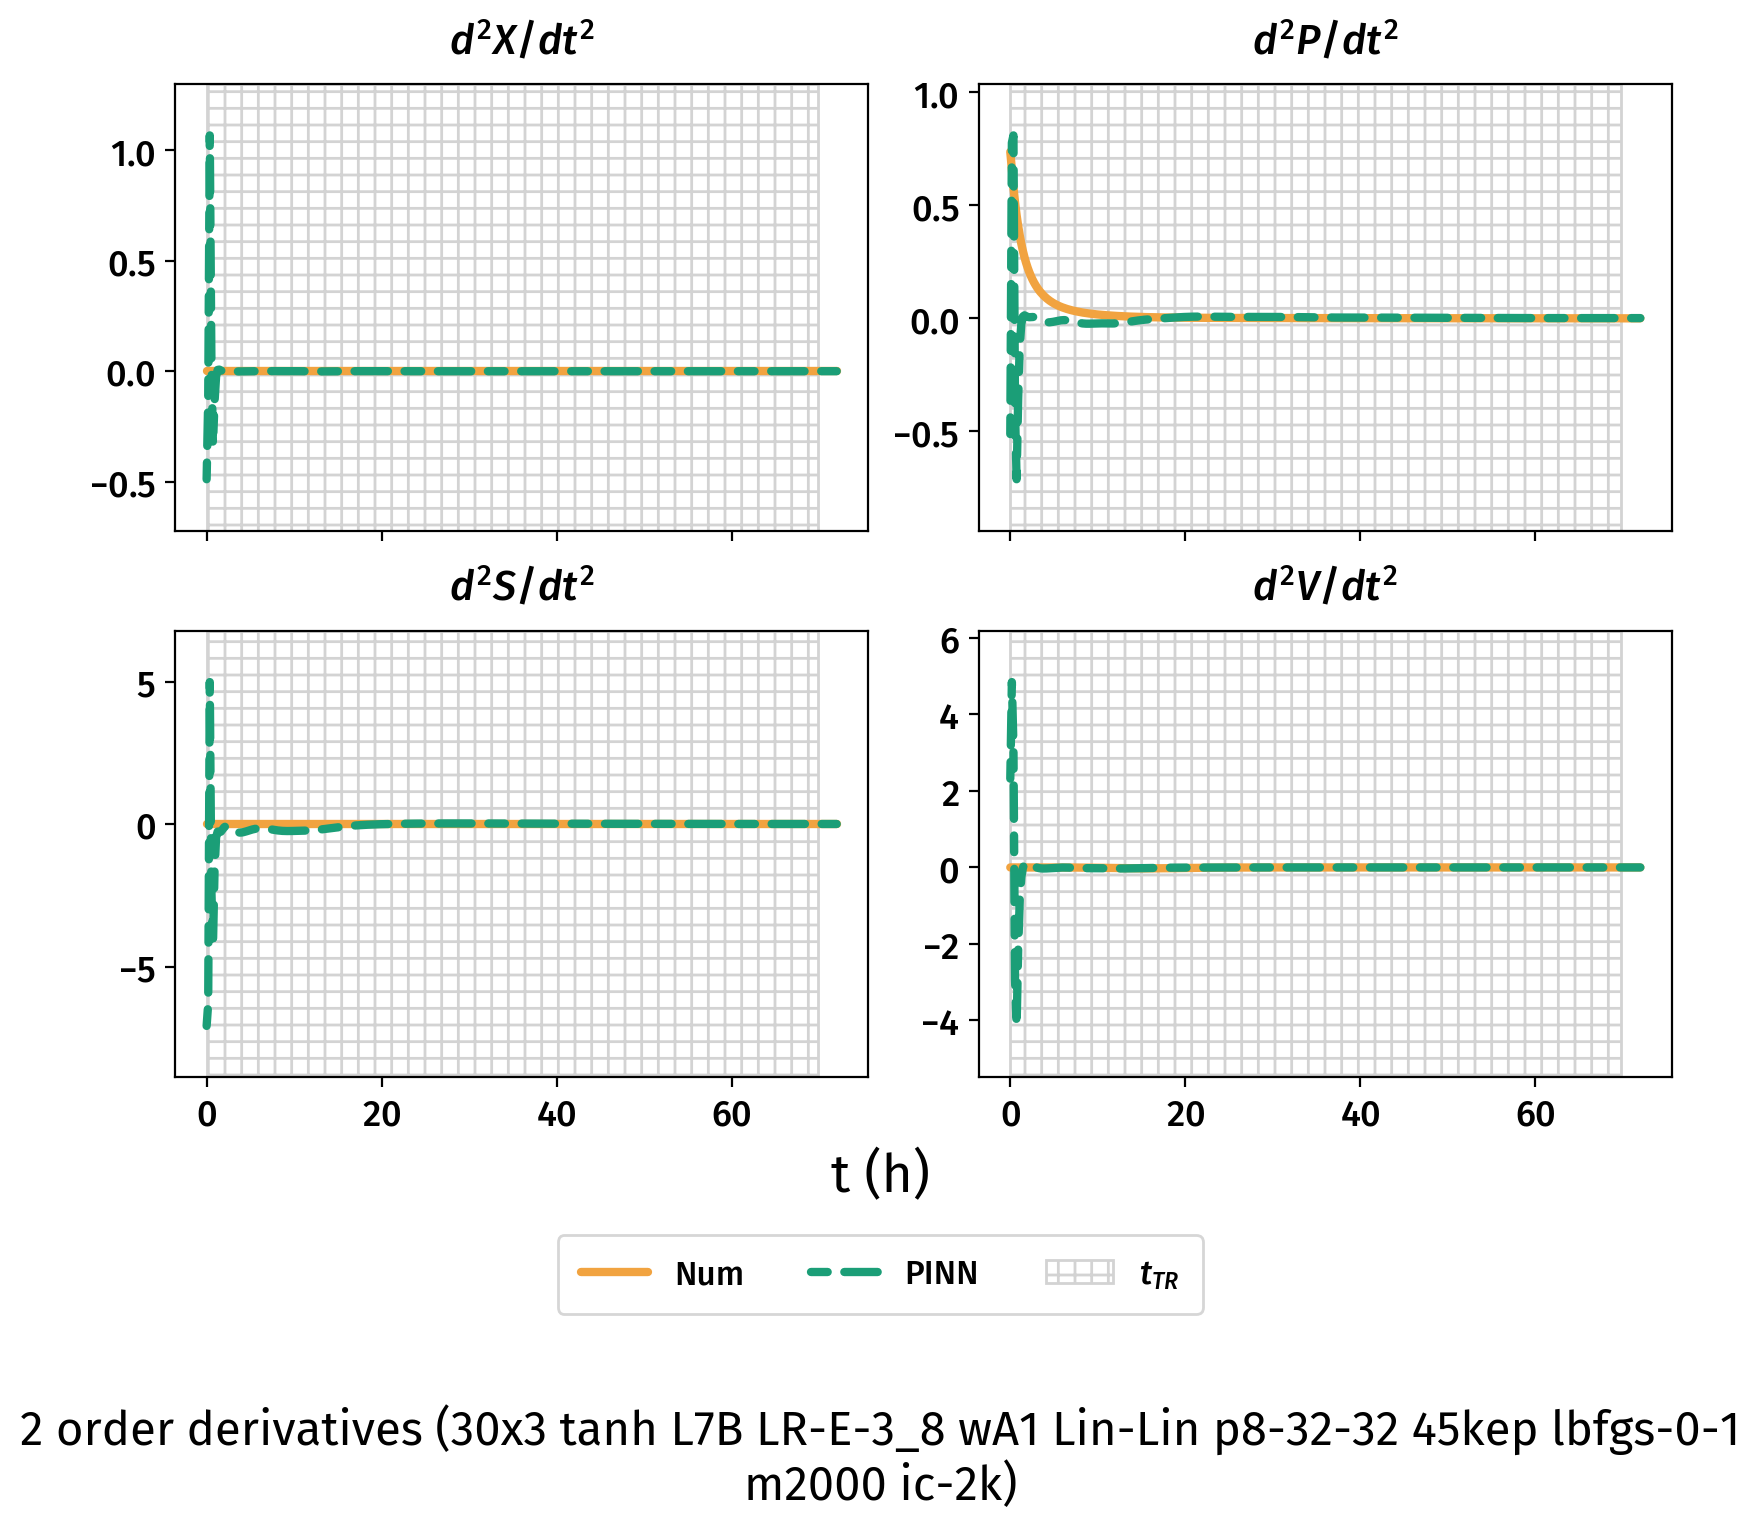 d²X/dt²
d²P/dt²
1.0
0.5
0.0
−0.5
1.0
0.5
0.0
−0.5
d²S/dt²
d²V/dt²
5
0
−5
6
4
2
0
−2
−4
0 20 40 60
0 20 40 60
t (h)
Num PINN t_TR
2 order derivatives (30x3 tanh L7B LR-E-3_8 wA1 Lin-Lin p8-32-32 45kep lbfgs-0-1
m2000 ic-2k)